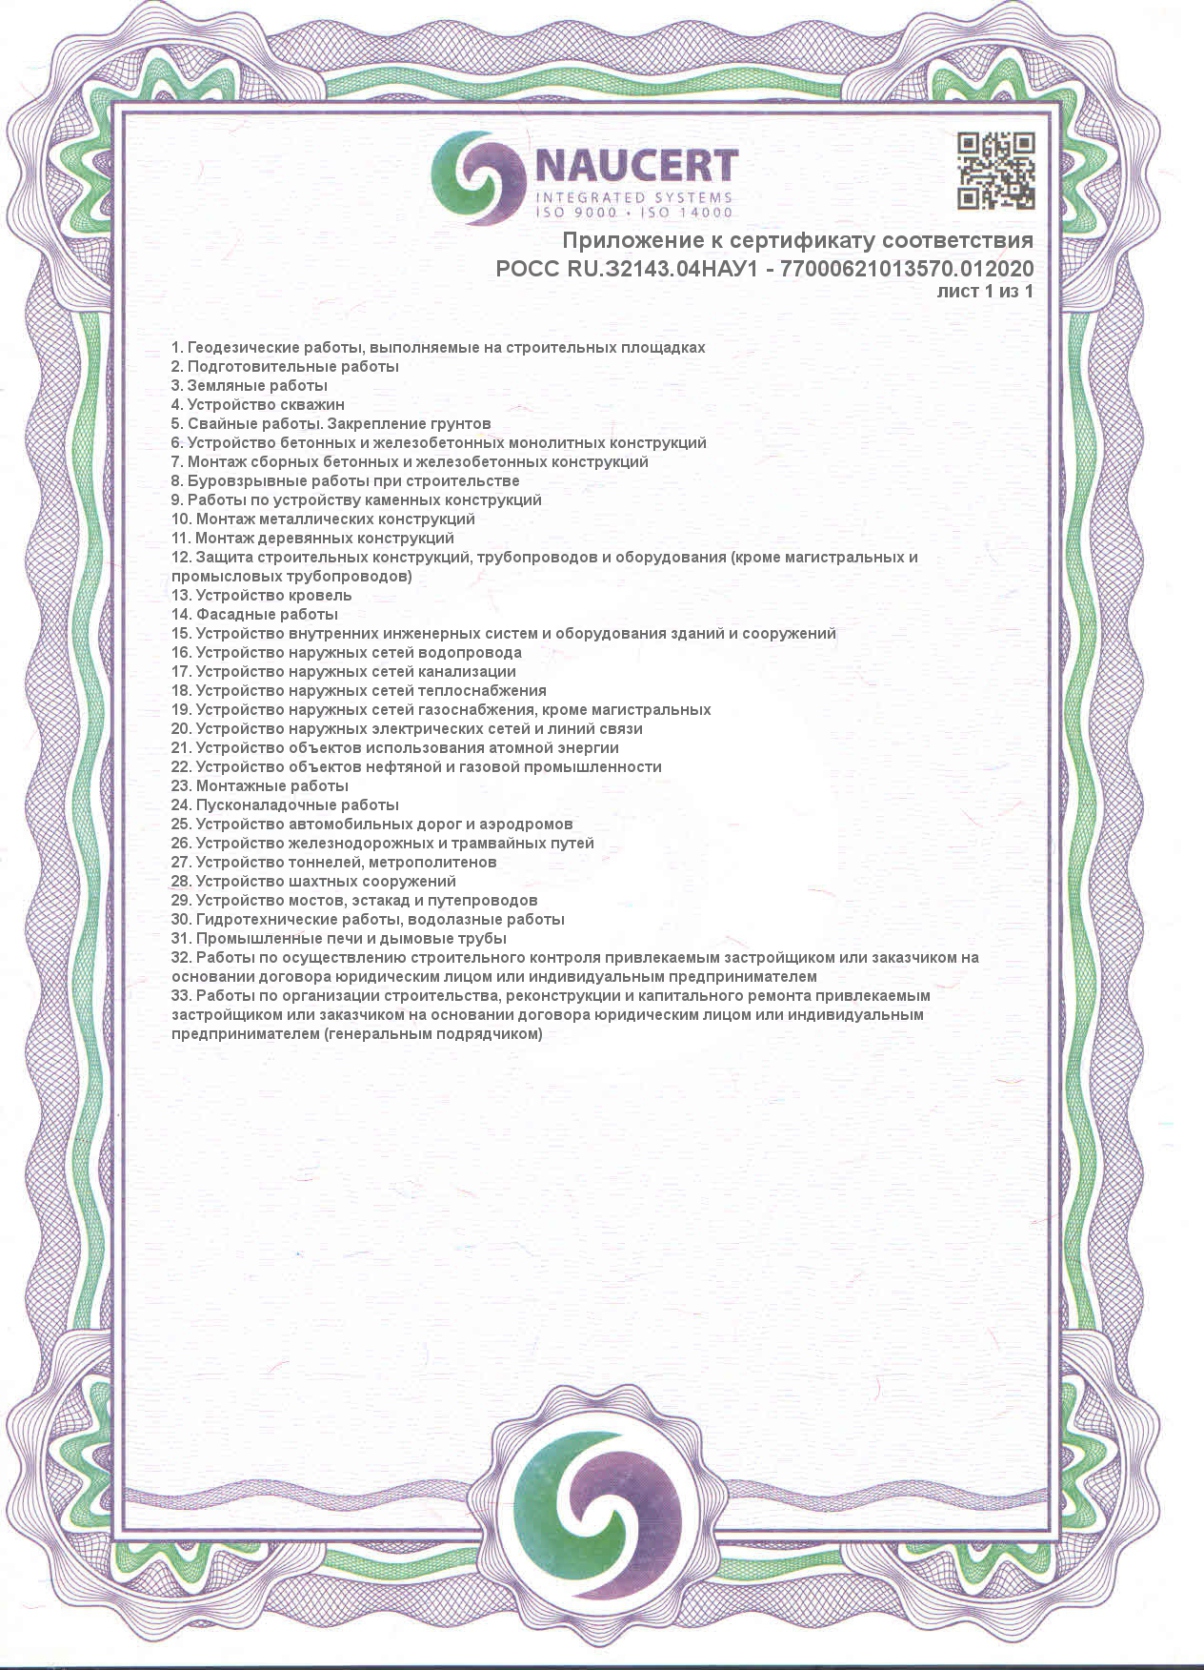 NAUCERT
INTEGRATED SYSTEMS
ISO 9000 • ISO 14000
Приложение к сертификату соответствия
РОСС RU.З2143.04НАУ1 - 77000621013570.012020
лист 1 из 1
1. Геодезические работы, выполняемые на строительных площадках
2. Подготовительные работы
3. Земляные работы
4. Устройство скважин
5. Свайные работы. Закрепление грунтов
6. Устройство бетонных и железобетонных монолитных конструкций
7. Монтаж сборных бетонных и железобетонных конструкций
8. Буровзрывные работы при строительстве
9. Работы по устройству каменных конструкций
10. Монтаж металлических конструкций
11. Монтаж деревянных конструкций
12. Защита строительных конструкций, трубопроводов и оборудования (кроме магистральных и
промысловых трубопроводов)
13. Устройство кровель
14. Фасадные работы
15. Устройство внутренних инженерных систем и оборудования зданий и сооружений
16. Устройство наружных сетей водопровода
17. Устройство наружных сетей канализации
18. Устройство наружных сетей теплоснабжения
19. Устройство наружных сетей газоснабжения, кроме магистральных
20. Устройство наружных электрических сетей и линий связи
21. Устройство объектов использования атомной энергии
22. Устройство объектов нефтяной и газовой промышленности
23. Монтажные работы
24. Пусконаладочные работы
25. Устройство автомобильных дорог и аэродромов
26. Устройство железнодорожных и трамвайных путей
27. Устройство тоннелей, метрополитенов
28. Устройство шахтных сооружений
29. Устройство мостов, эстакад и путепроводов
30. Гидротехнические работы, водолазные работы
31. Промышленные печи и дымовые трубы
32. Работы по осуществлению строительного контроля привлекаемым застройщиком или заказчиком на
основании договора юридическим лицом или индивидуальным предпринимателем
33. Работы по организации строительства, реконструкции и капитального ремонта привлекаемым
застройщиком или заказчиком на основании договора юридическим лицом или индивидуальным
предпринимателем (генеральным подрядчиком)